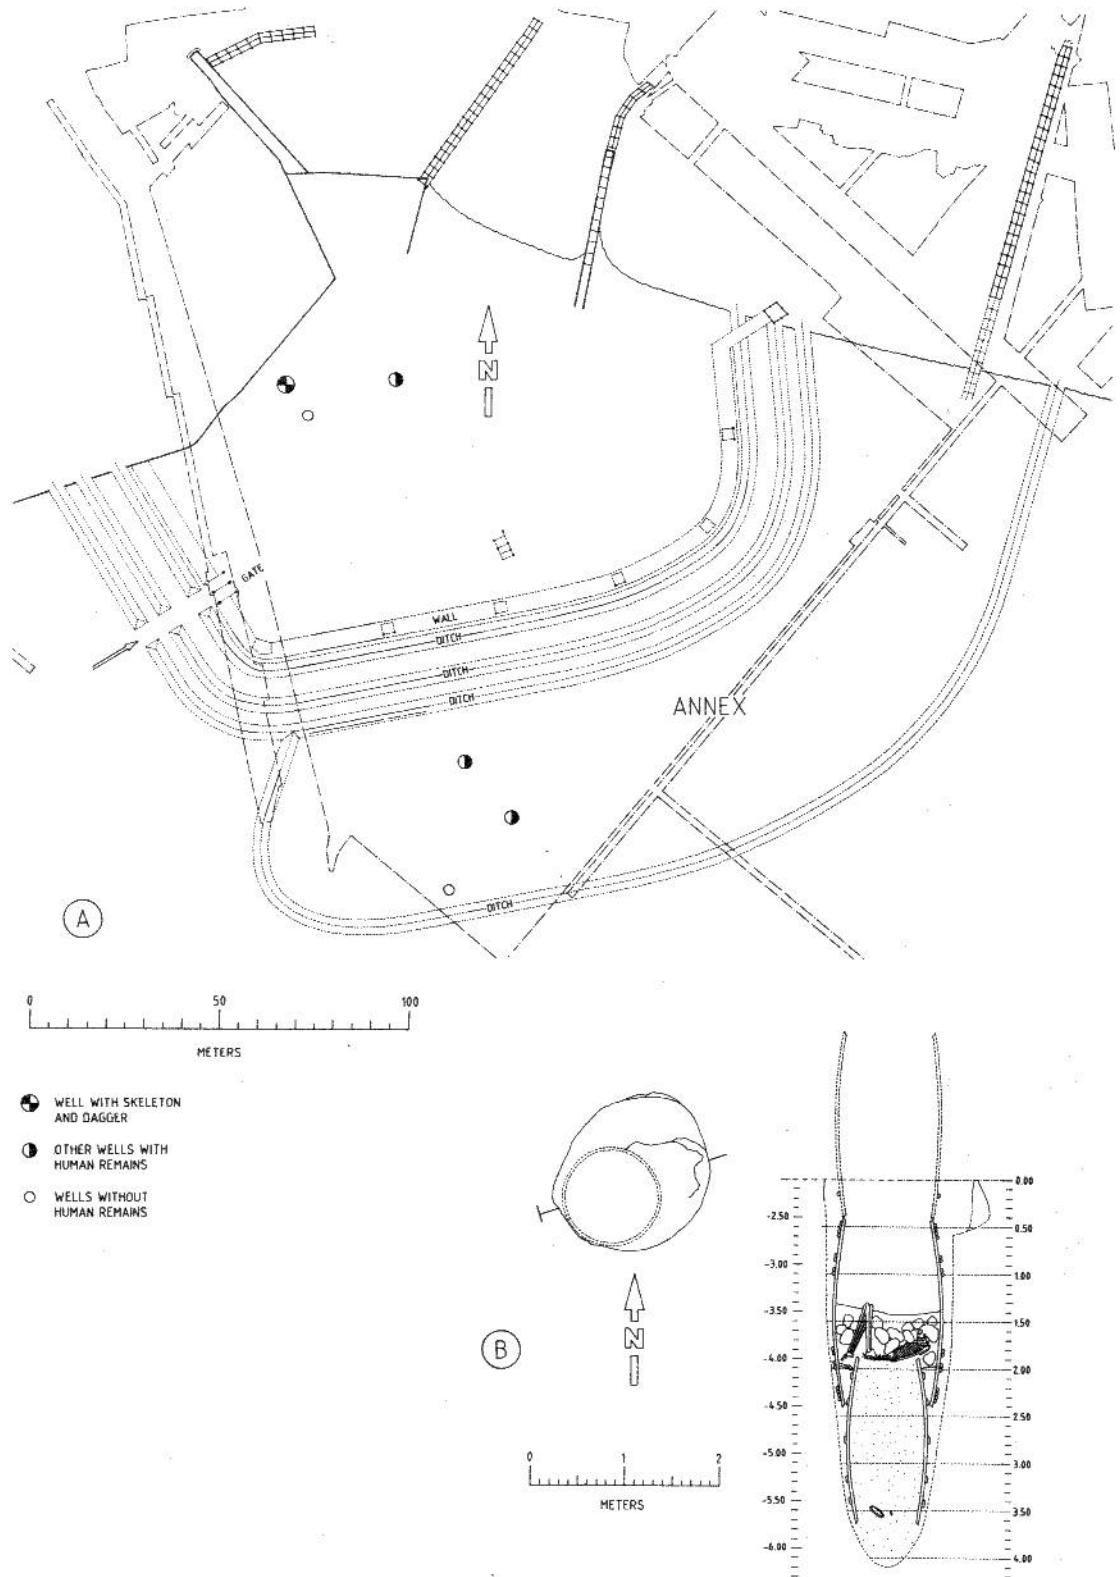 N
GATE
WALL
DITCH
DITCH
DITCH
ANNEX
DITCH
A
0 50 100
METERS
WELL WITH SKELETON
AND DAGGER
OTHER WELLS WITH
HUMAN REMAINS
WELLS WITHOUT
HUMAN REMAINS
N
B
0 1 2
METERS
0.00
-2.50
0.50
-3.00
1.00
-3.50
1.50
-4.00
2.00
-4.50
2.50
-5.00
3.00
-5.50
3.50
-6.00
4.00